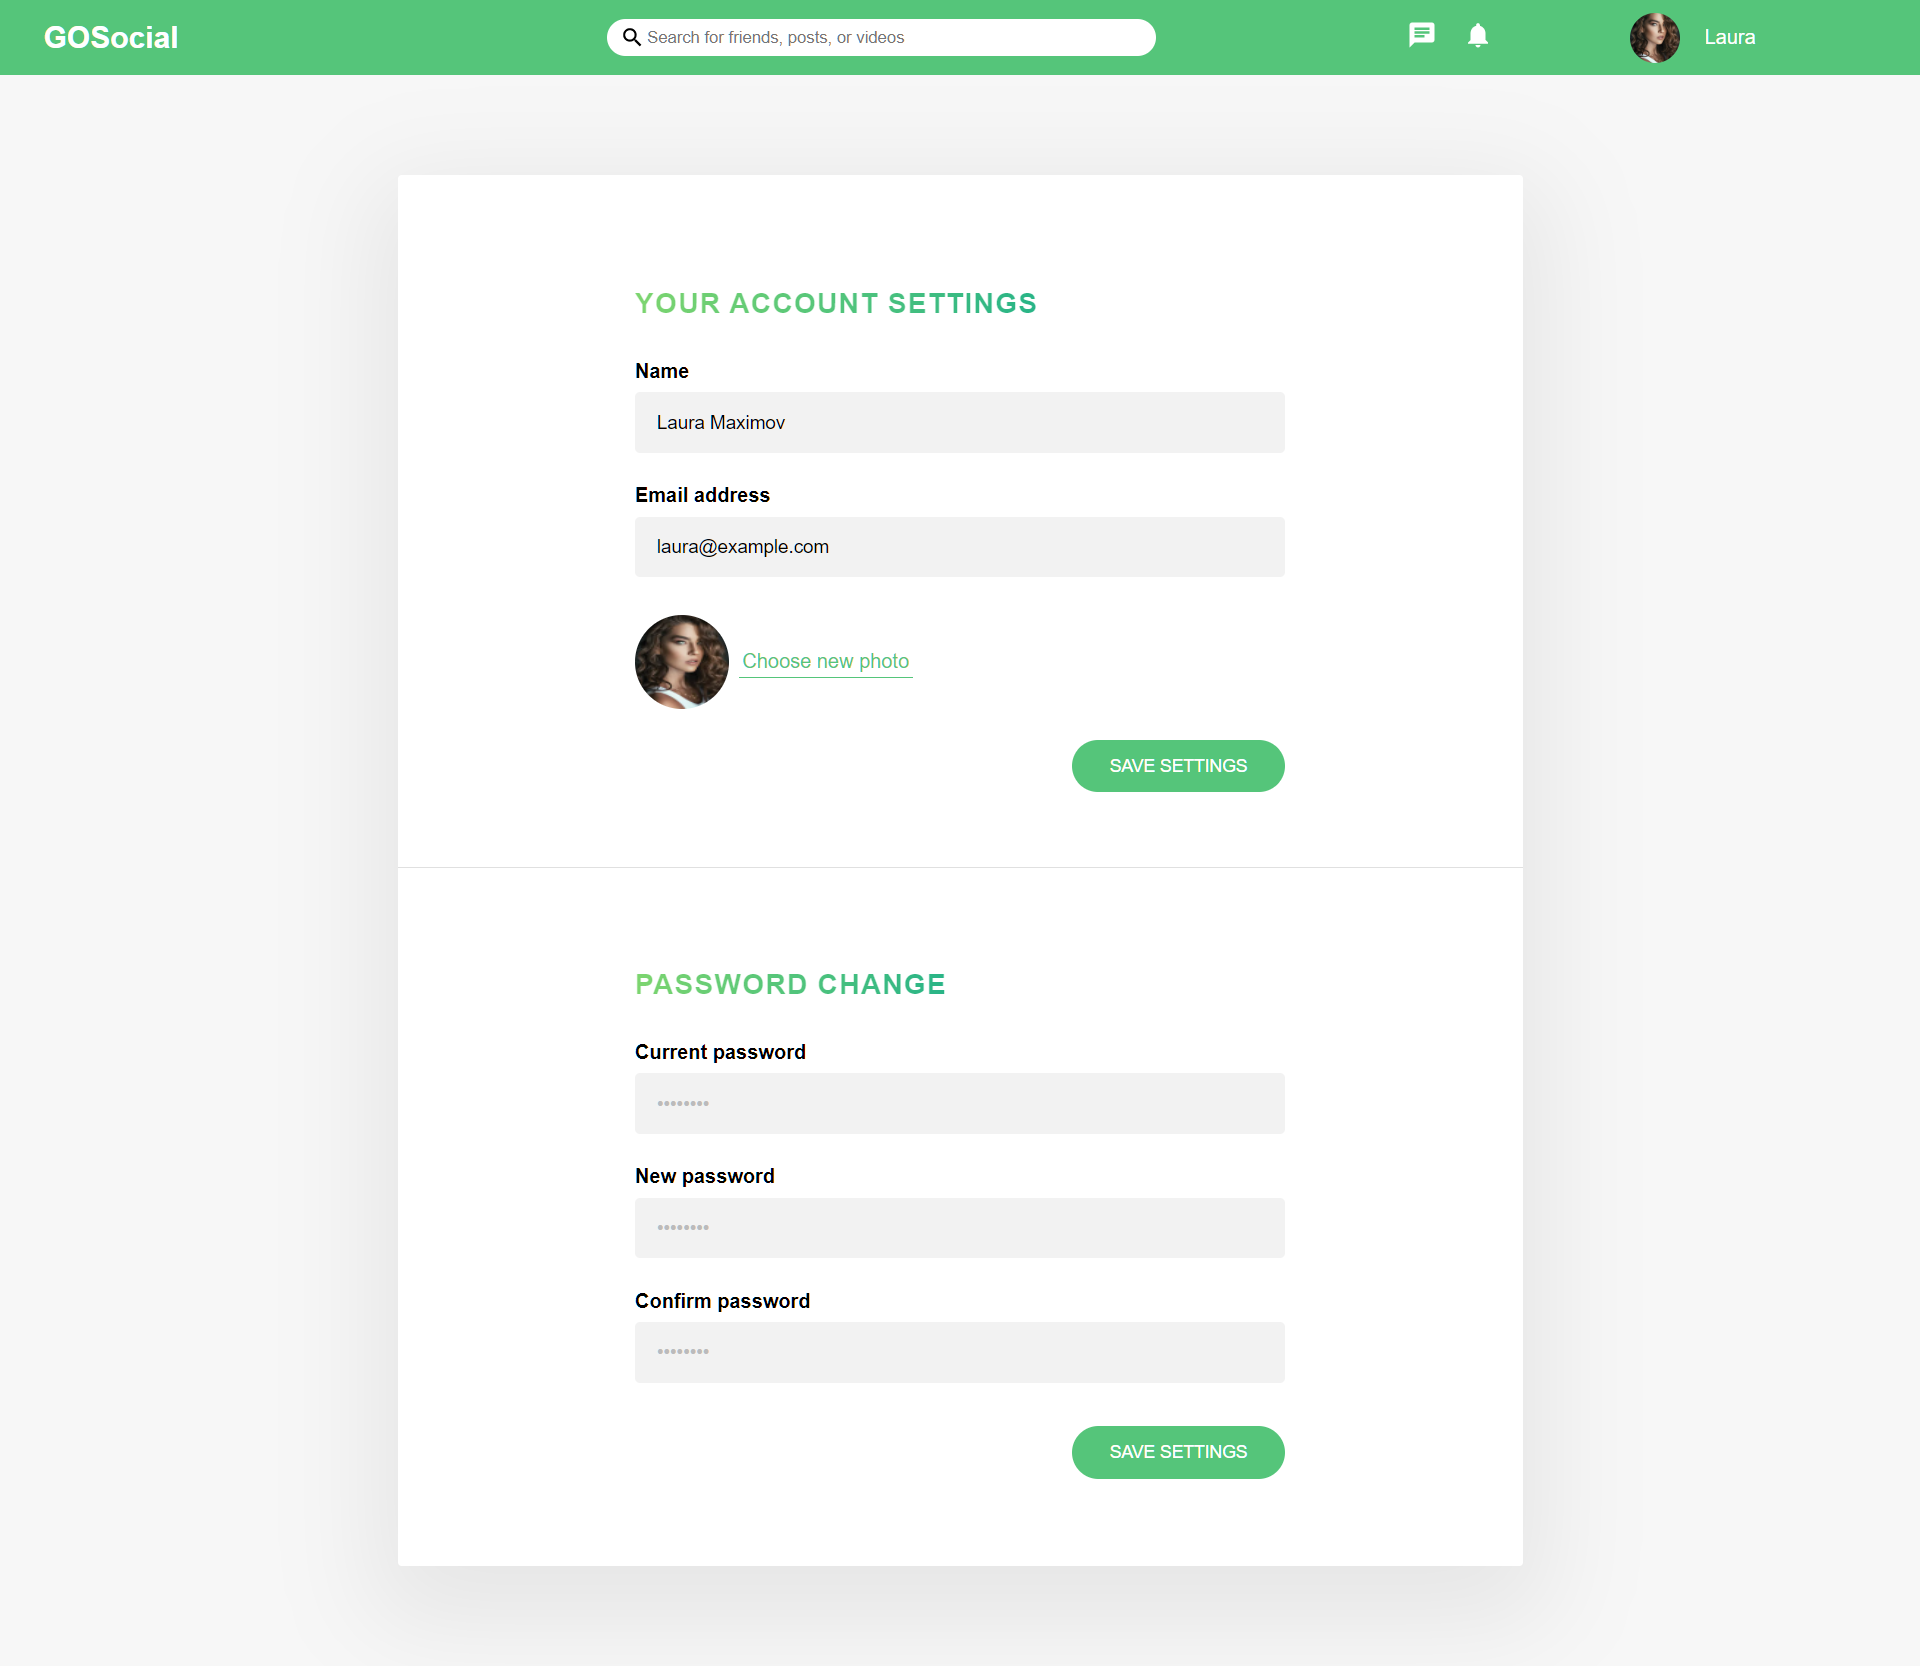 GOSocial
Search for friends, posts, or videos
Laura
YOUR ACCOUNT SETTINGS
Name
Laura Maximov
Email address
laura@example.com
Choose new photo
SAVE SETTINGS
PASSWORD CHANGE
Current password
••••••••
New password
••••••••
Confirm password
••••••••
SAVE SETTINGS